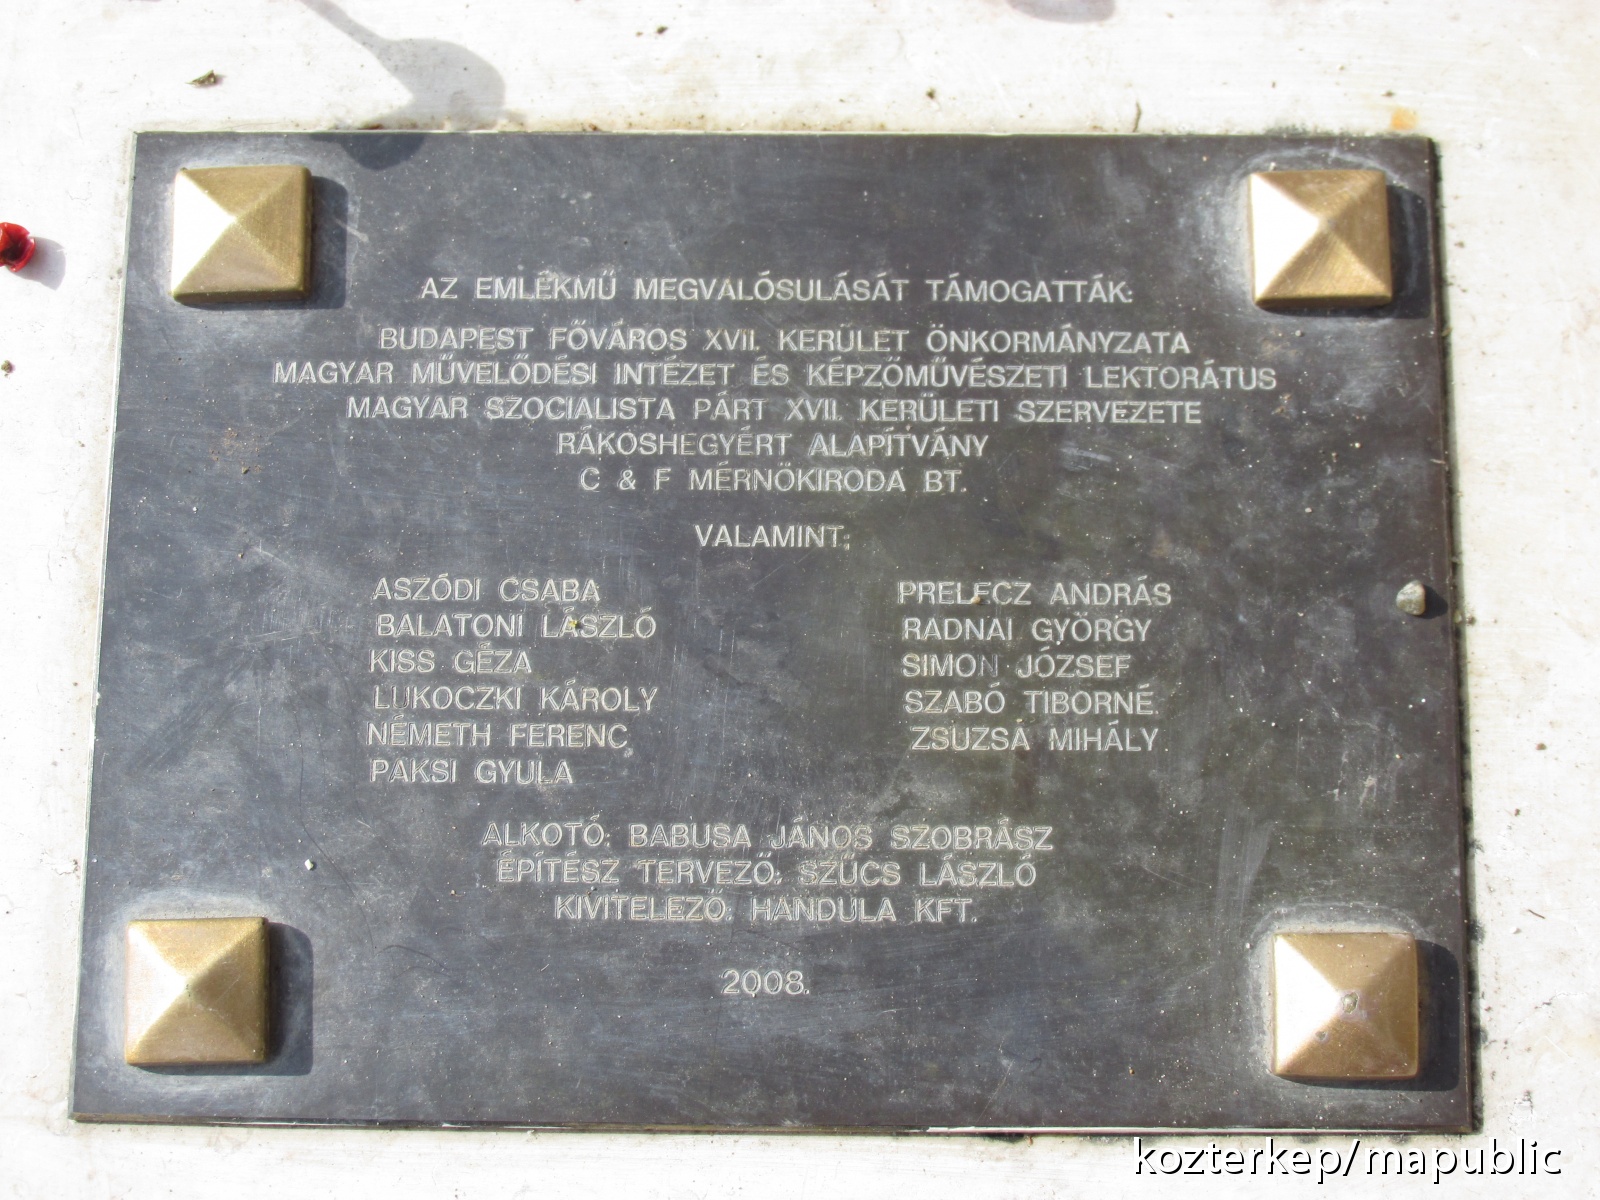 AZ EMLÉKMŰ MEGVALÓSULÁSÁT TÁMOGATTÁK:
BUDAPEST FŐVÁROS XVII. KERÜLET ÖNKORMÁNYZATA
MAGYAR MŰVELŐDÉSI INTÉZET ÉS KÉPZŐMŰVÉSZETI LEKTORÁTUS
MAGYAR SZOCIALISTA PÁRT XVII. KERÜLETI SZERVEZETE
RÁKOSHEGYÉRT ALAPÍTVÁNY
C & F MÉRNÖKIRODA BT.
VALAMINT;
ASZÓDI CSABA
BALATONI LÁSZLÓ
KISS GÉZA
LUKOCZKI KÁROLY
NÉMETH FERENC
PAKSI GYULA
PRELECZ ANDRÁS
RADNAI GYÖRGY
SIMON JÓZSEF
SZABÓ TIBORNÉ
ZSUZSA MIHÁLY
ALKOTÓ: BABUSA JÁNOS SZOBRÁSZ
ÉPÍTÉSZ TERVEZŐ: SZŰCS LÁSZLÓ
KIVITELEZŐ: HANDULA KFT.
2008.
kozterkep/mapublic